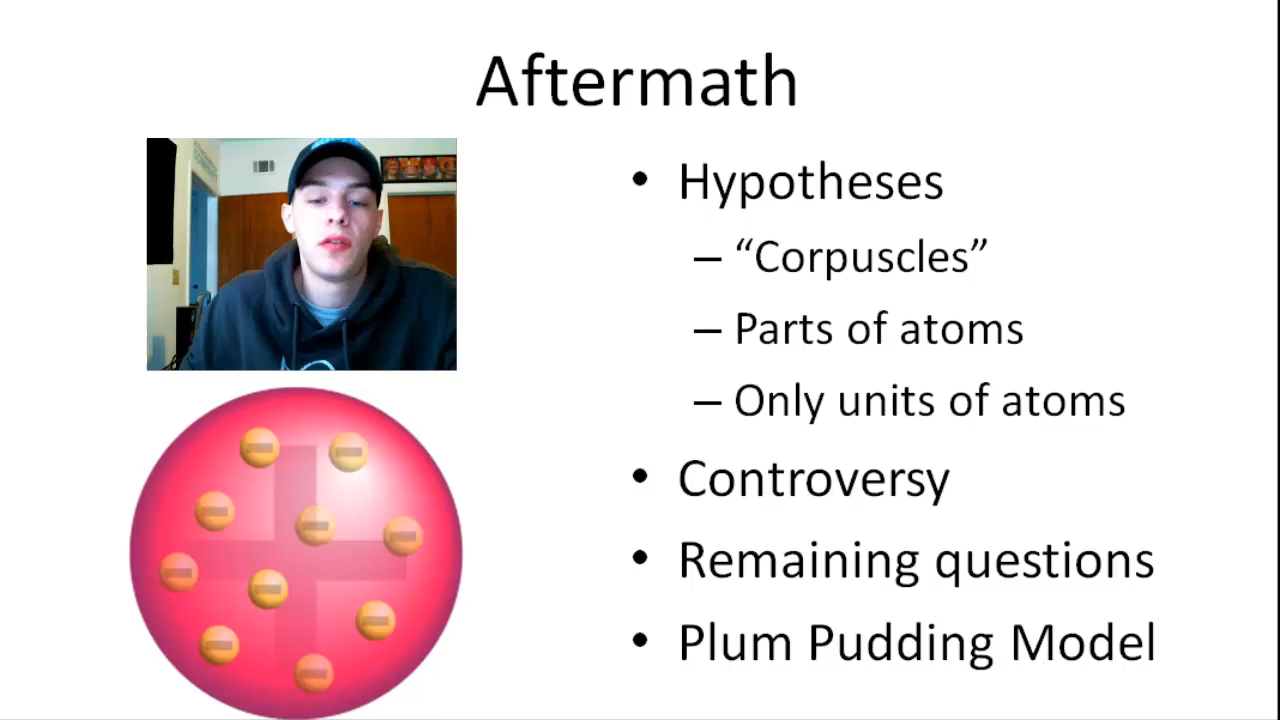 Aftermath
• Hypotheses
– “Corpuscles”
– Parts of atoms
– Only units of atoms
• Controversy
• Remaining questions
• Plum Pudding Model